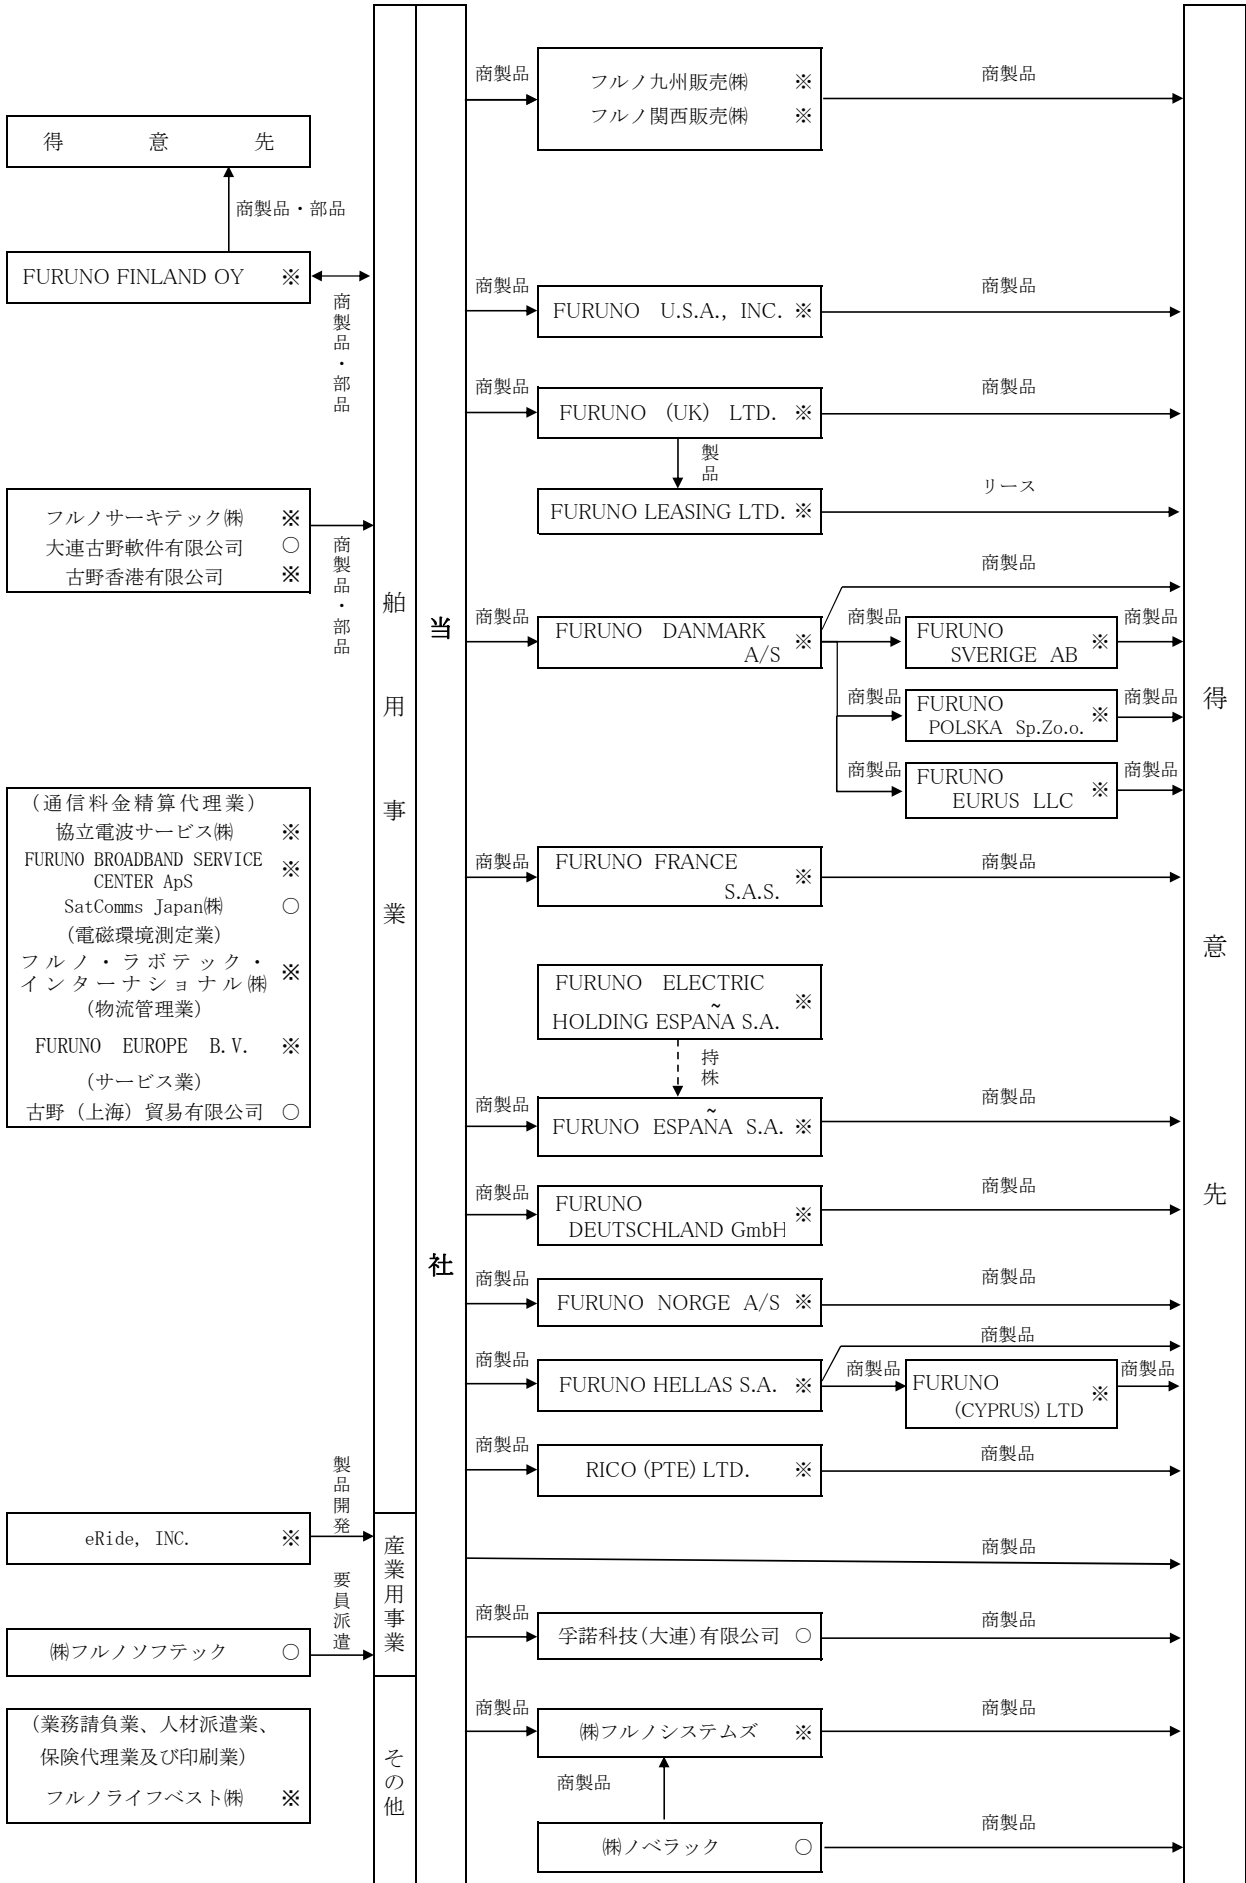 得 意 先
商製品・部品
FURUNO FINLAND OY ※
商製品・部品
フルノサーキテック㈱ ※
大連古野軟件有限公司 ○
古野香港有限公司 ※
商製品・部品
（通信料金精算代理業）
協立電波サービス㈱ ※
FURUNO BROADBAND SERVICE
CENTER ApS ※
SatComms Japan㈱ ○
（電磁環境測定業）
フルノ・ラボテック・
インターナショナル㈱ ※
（物流管理業）
FURUNO EUROPE B.V. ※
（サービス業）
古野（上海）貿易有限公司 ○
製品開発
eRide, INC. ※
要員派遣
㈱フルノソフテック ○
（業務請負業、人材派遣業、
保険代理業及び印刷業）
フルノライフベスト㈱ ※
舶用事業
産業用事業
その他
当社
商製品
フルノ九州販売㈱ ※
フルノ関西販売㈱ ※
商製品
商製品
FURUNO U.S.A., INC. ※
商製品
商製品
FURUNO (UK) LTD. ※
商製品
製品
FURUNO LEASING LTD. ※
リース
商製品
商製品
FURUNO DANMARK
A/S ※
商製品
FURUNO
SVERIGE AB ※
商製品
商製品
FURUNO
POLSKA Sp.Zo.o. ※
商製品
商製品
FURUNO
EURUS LLC ※
商製品
商製品
FURUNO FRANCE
S.A.S. ※
商製品
FURUNO ELECTRIC
HOLDING ESPAÑA S.A. ※
持株
商製品
FURUNO ESPAÑA S.A. ※
商製品
商製品
FURUNO
DEUTSCHLAND GmbH ※
商製品
商製品
FURUNO NORGE A/S ※
商製品
商製品
商製品
FURUNO HELLAS S.A. ※
商製品
FURUNO
(CYPRUS) LTD ※
商製品
商製品
RICO (PTE) LTD. ※
商製品
商製品
商製品
孚諾科技(大連)有限公司 ○
商製品
商製品
㈱フルノシステムズ ※
商製品
商製品
㈱ノベラック ○
商製品
得意先